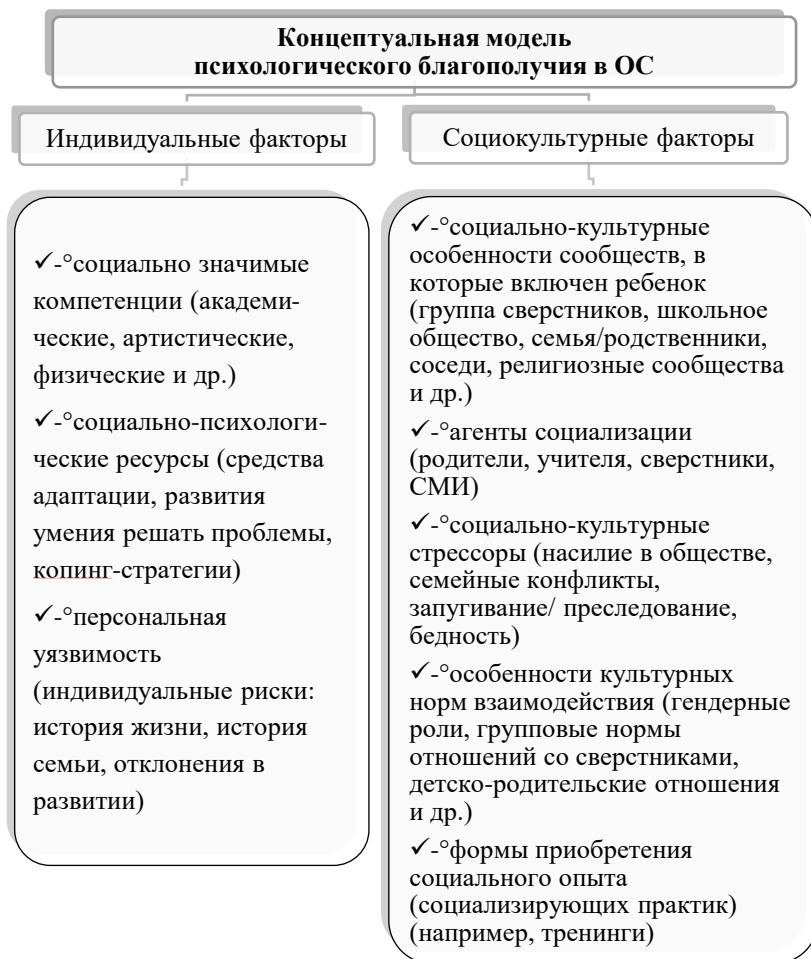 Концептуальная модель
психологического благополучия в ОС
Индивидуальные факторы
Социокультурные факторы
✓-°социально значимые
компетенции (академи-
ческие, артистические,
физические и др.)
✓-°социально-психологи-
ческие ресурсы (средства
адаптации, развития
умения решать проблемы,
копинг-стратегии)
✓-°персональная
уязвимость
(индивидуальные риски:
история жизни, история
семьи, отклонения в
развитии)
✓-°социально-культурные
особенности сообществ, в
которые включен ребенок
(группа сверстников, школьное
общество, семья/родственники,
соседи, религиозные сообщества
и др.)
✓-°агенты социализации
(родители, учителя, сверстники,
СМИ)
✓-°социально-культурные
стрессоры (насилие в обществе,
семейные конфликты,
запугивание/ преследование,
бедность)
✓-°особенности культурных
норм взаимодействия (гендерные
роли, групповые нормы
отношений со сверстниками,
детско-родительские отношения
и др.)
✓-°формы приобретения
социального опыта
(социализирующих практик)
(например, тренинги)